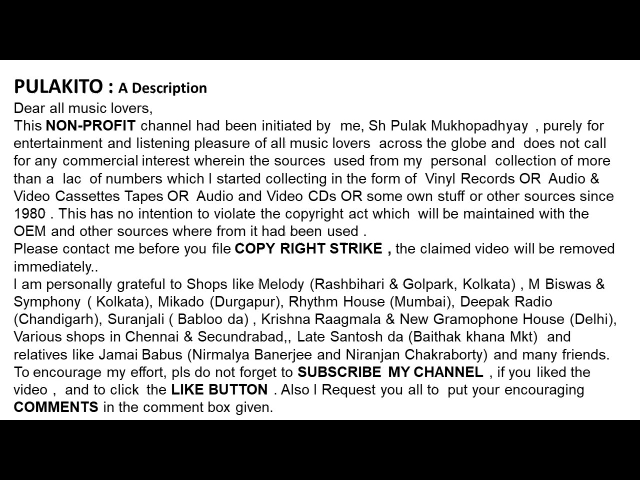 PULAKITO : A Description
Dear all music lovers,
This NON-PROFIT channel had been initiated by me, Sh Pulak Mukhopadhyay , purely for
entertainment and listening pleasure of all music lovers across the globe and does not call
for any commercial interest wherein the sources used from my personal collection of more
than a lac of numbers which I started collecting in the form of Vinyl Records OR Audio &
Video Cassettes Tapes OR Audio and Video CDs OR some own stuff or other sources since
1980 . This has no intention to violate the copyright act which will be maintained with the
OEM and other sources where from it had been used .
Please contact me before you file COPY RIGHT STRIKE , the claimed video will be removed
immediately..
I am personally grateful to Shops like Melody (Rashbihari & Golpark, Kolkata) , M Biswas &
Symphony ( Kolkata), Mikado (Durgapur), Rhythm House (Mumbai), Deepak Radio
(Chandigarh), Suranjali ( Babloo da) , Krishna Raagmala & New Gramophone House (Delhi),
Various shops in Chennai & Secundrabad,, Late Santosh da (Baithak khana Mkt) and
relatives like Jamai Babus (Nirmalya Banerjee and Niranjan Chakraborty) and many friends.
To encourage my effort, pls do not forget to SUBSCRIBE MY CHANNEL , if you liked the
video , and to click the LIKE BUTTON . Also I Request you all to put your encouraging
COMMENTS in the comment box given.